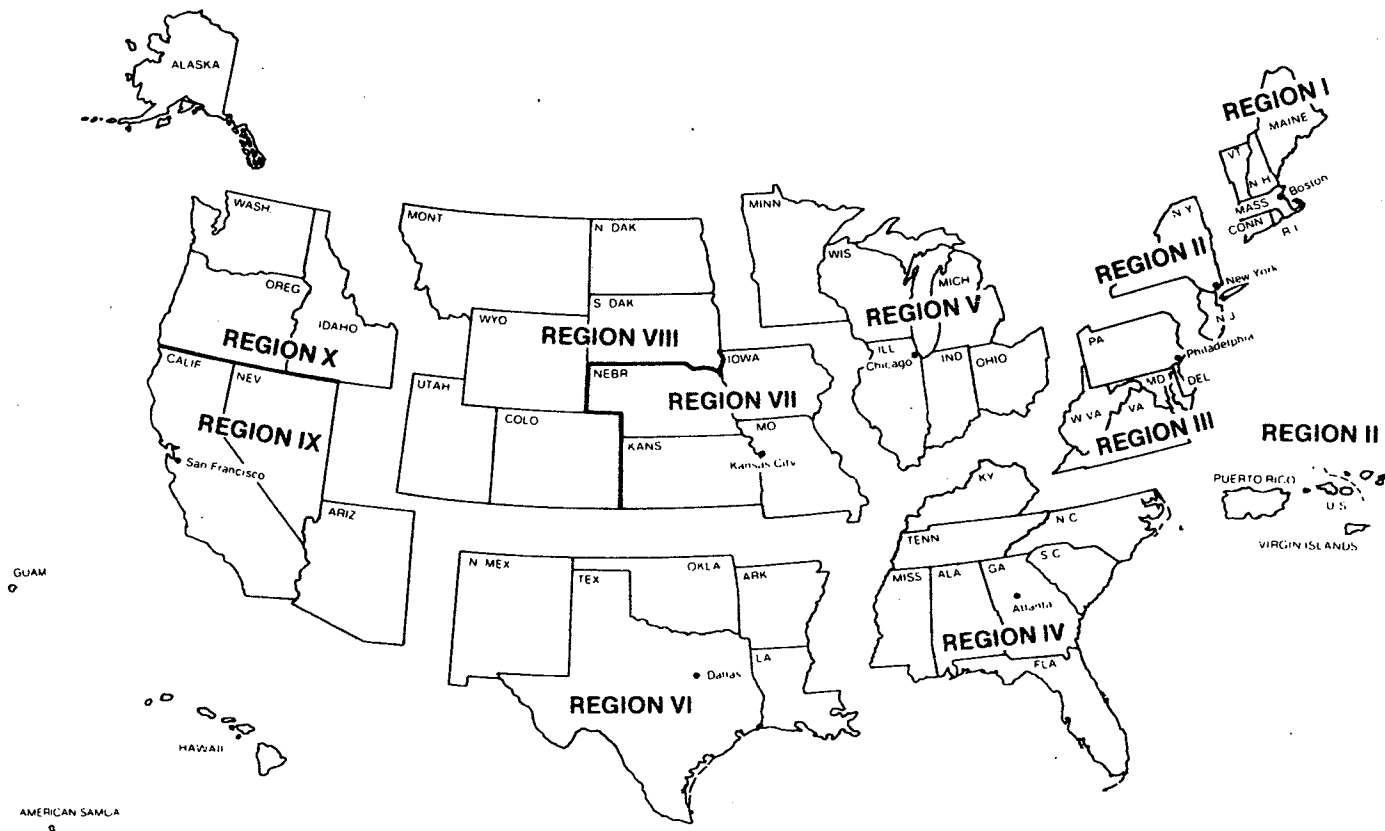 ALASKA
REGION I
MAINE
VT
N H
Boston
MASS
CONN
R I
N Y
REGION II
New York
N J
WASH.
OREG
IDAHO
REGION X
MONT
N DAK
S DAK
WYO
REGION VIII
UTAH
COLO
MINN
WIS
MICH
REGION V
ILL
Chicago
IND
OHIO
PA
Philadelphia
MD
DEL
W VA
VA
REGION III
CALIF
NEV
REGION IX
San Francisco
ARIZ
NEBR
IOWA
REGION VII
KANS
MO
Kansas City
KY
TENN
N C
S C
MISS
ALA
GA
Atlanta
REGION IV
FLA
REGION II
PUERTO RICO
U.S
VIRGIN ISLANDS
N MEX
TEX
OKLA
ARK
LA
Dallas
REGION VI
GUAM
HAWAII
AMERICAN SAMOA